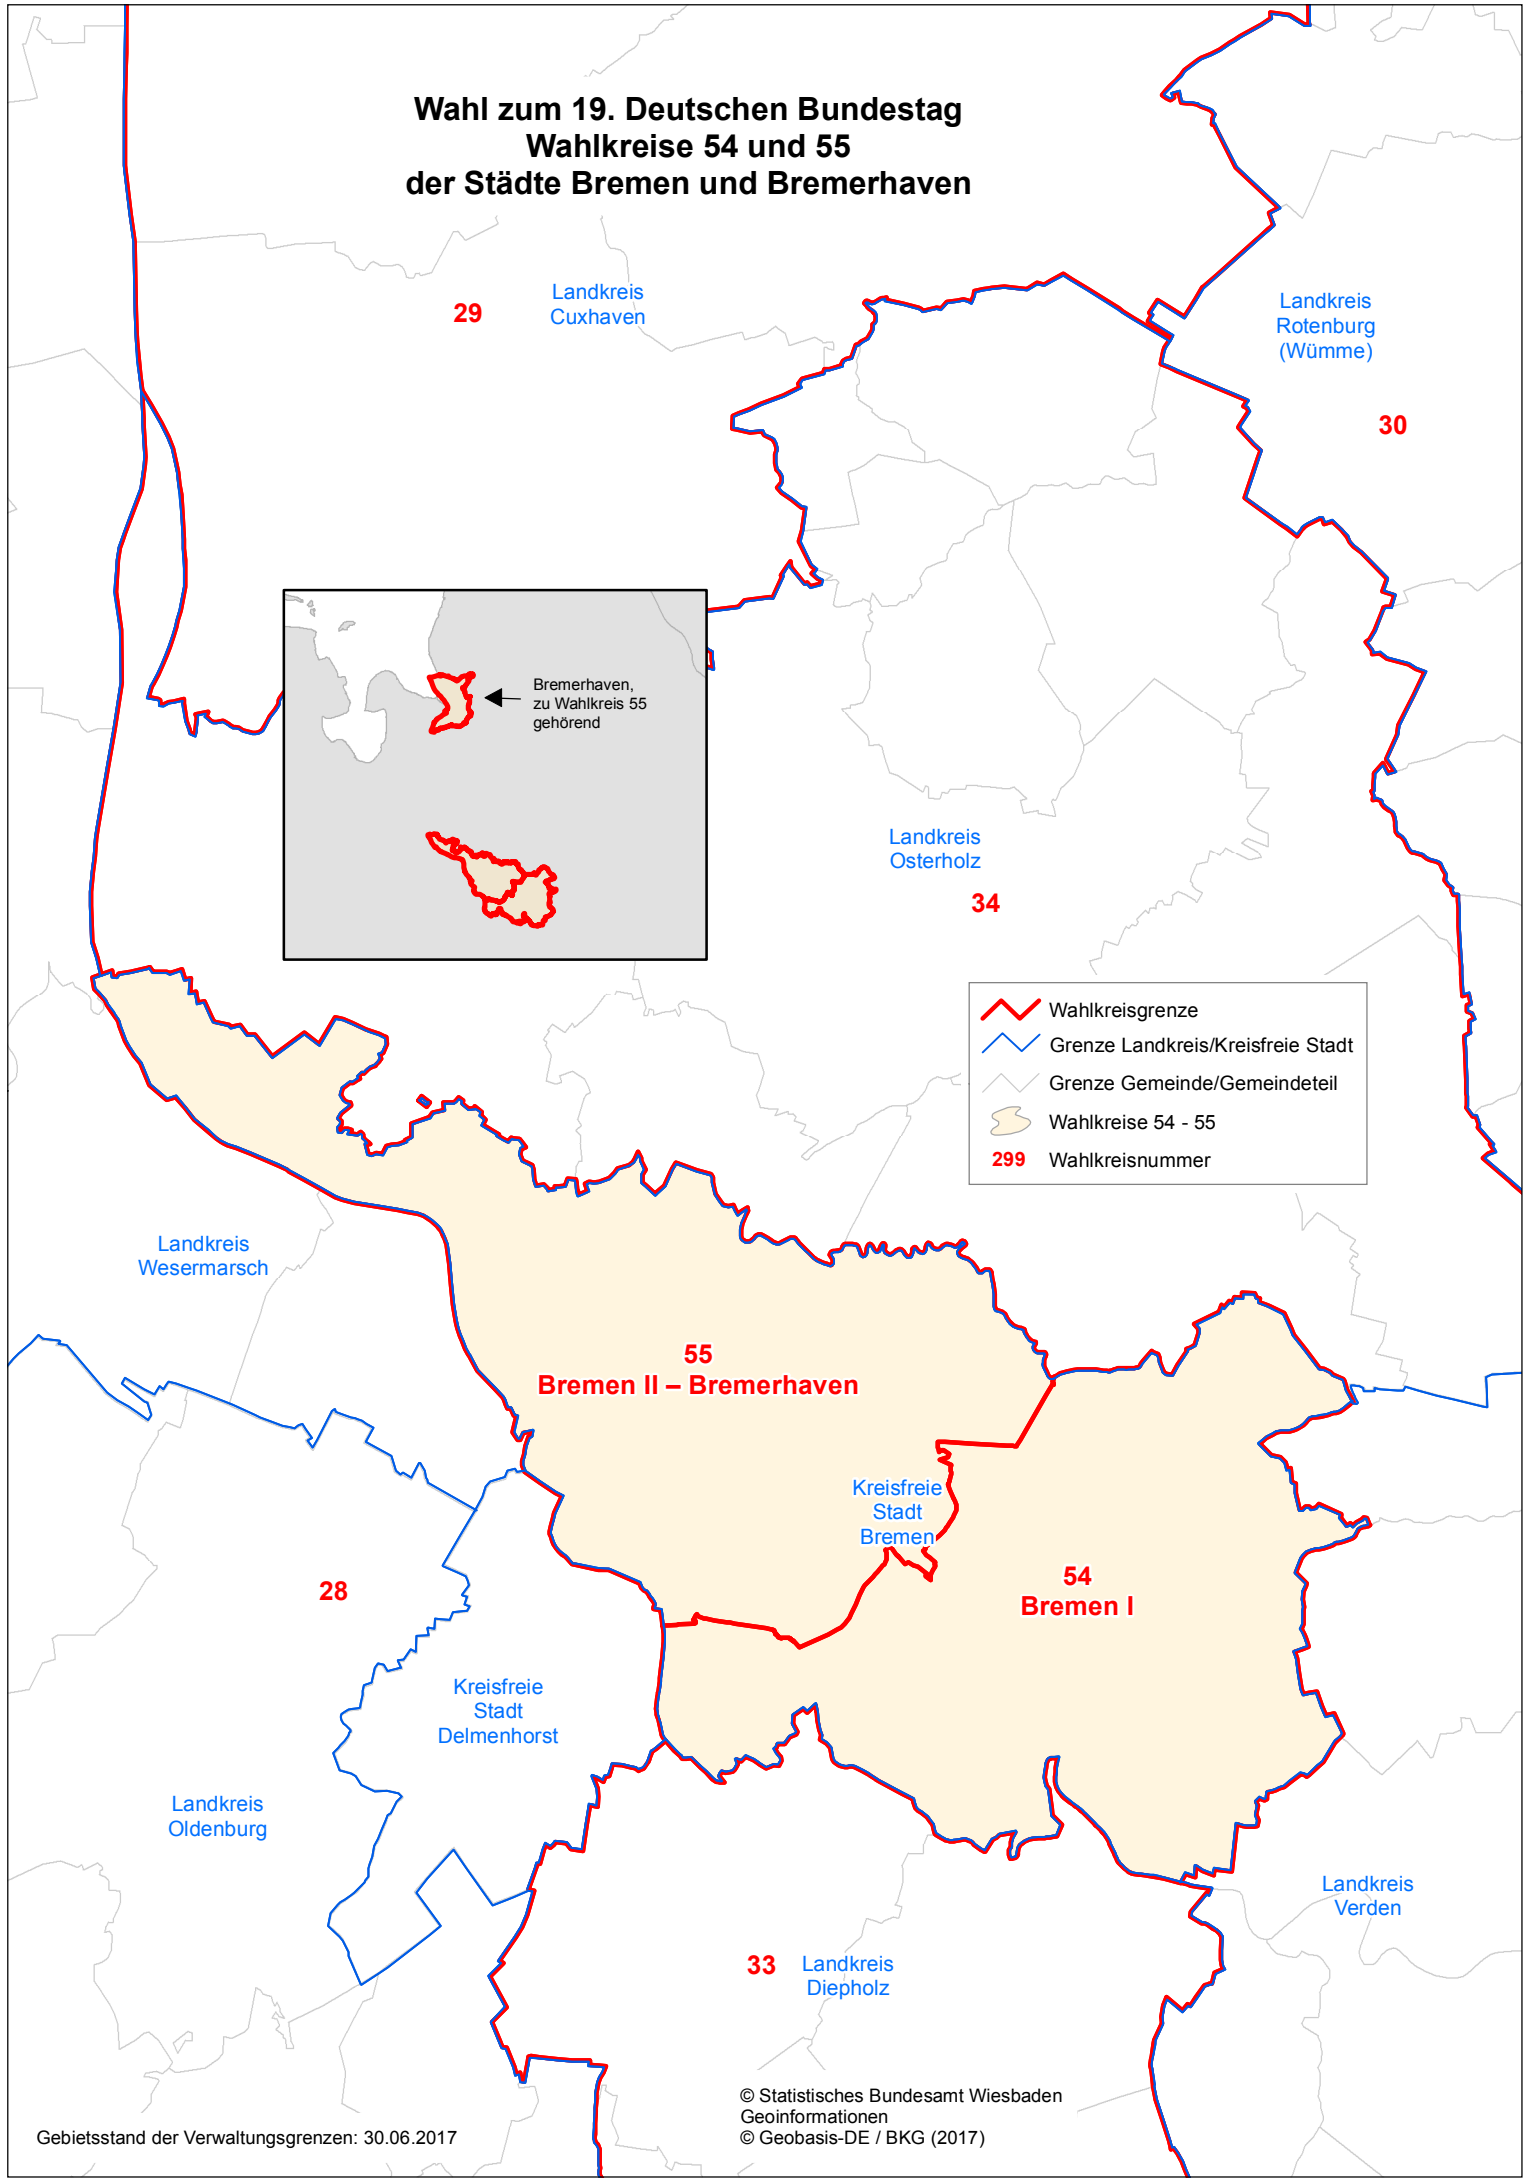 Wahl zum 19. Deutschen Bundestag
Wahlkreise 54 und 55
der Städte Bremen und Bremerhaven
29
Landkreis
Cuxhaven
Landkreis
Rotenburg
(Wümme)
30
Bremerhaven,
zu Wahlkreis 55
gehörend
Landkreis
Osterholz
34
Wahlkreisgrenze
Grenze Landkreis/Kreisfreie Stadt
Grenze Gemeinde/Gemeindeteil
Wahlkreise 54 - 55
299 Wahlkreisnummer
Landkreis
Wesermarsch
55
Bremen II – Bremerhaven
Kreisfreie
Stadt
Bremen
54
Bremen I
28
Kreisfreie
Stadt
Delmenhorst
Landkreis
Oldenburg
Landkreis
Verden
33
Landkreis
Diepholz
© Statistisches Bundesamt Wiesbaden
Geoinformationen
© Geobasis-DE / BKG (2017)
Gebietsstand der Verwaltungsgrenzen: 30.06.2017